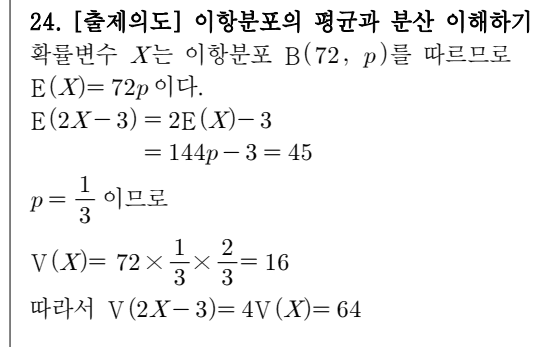 24. [출제의도] 이항분포의 평균과 분산 이해하기
확률변수 X는 이항분포 B(72, p)를 따르므로
E(X)= 72p 이다.
E(2X-3) = 2E(X)-3
= 144p-3 = 45
p = 1/3 이므로
V(X)= 72 × 1/3 × 2/3 = 16
따라서 V(2X-3)= 4V(X)= 64